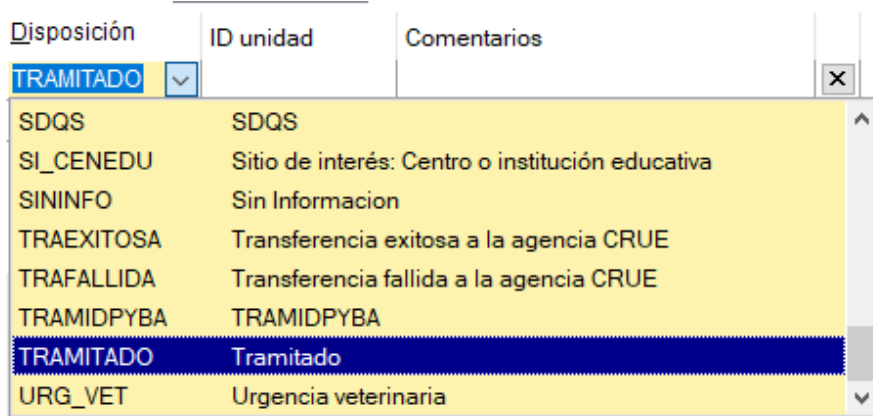 Disposición ID unidad Comentarios
TRAMITADO
SDQS SDQS
SI_CENEDU Sitio de interés: Centro o institución educativa
SININFO Sin Informacion
TRAEXITOSA Transferencia exitosa a la agencia CRUE
TRAFALLIDA Transferencia fallida a la agencia CRUE
TRAMIDPYBA TRAMIDPYBA
TRAMITADO Tramitado
URG_VET Urgencia veterinaria